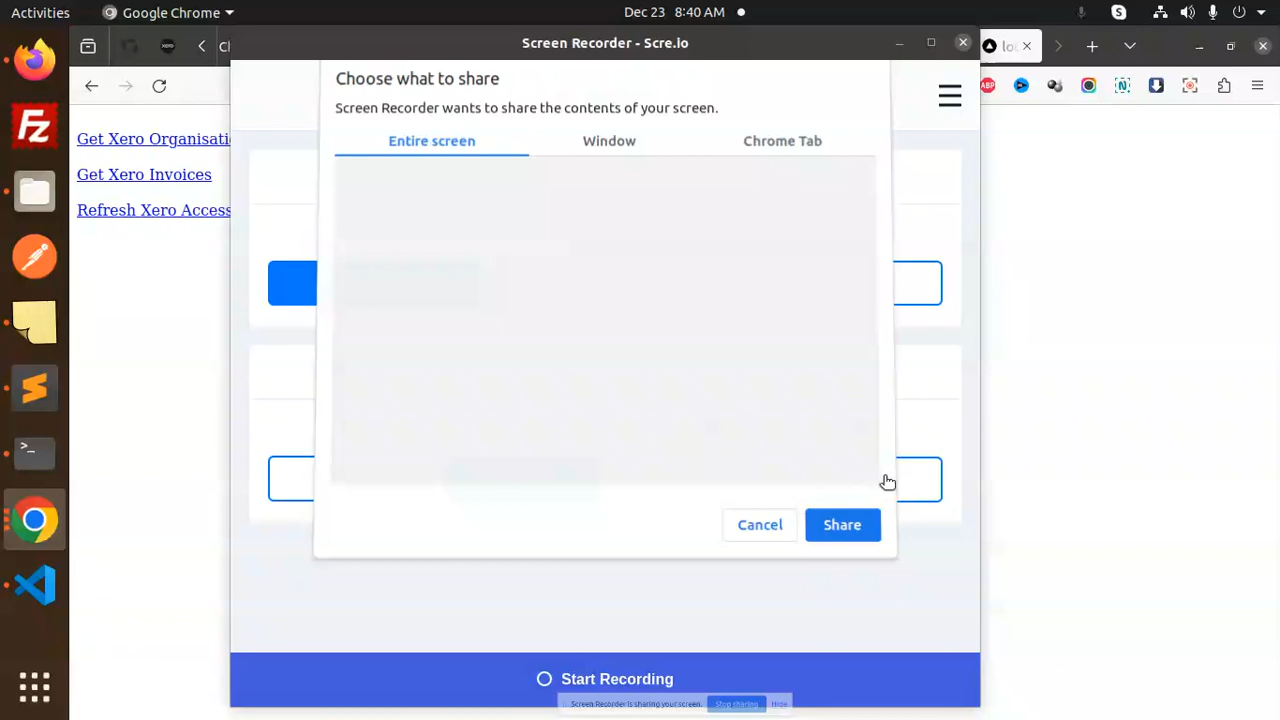 Activities
Google Chrome
Dec 23 8:40 AM
Screen Recorder - Scre.io
Choose what to share
Screen Recorder wants to share the contents of your screen.
Entire screen
Window
Chrome Tab
Get Xero Organisati
Get Xero Invoices
Refresh Xero Access
Cancel
Share
Start Recording
Screen Recorder is sharing your screen.
Stop sharing
Hide